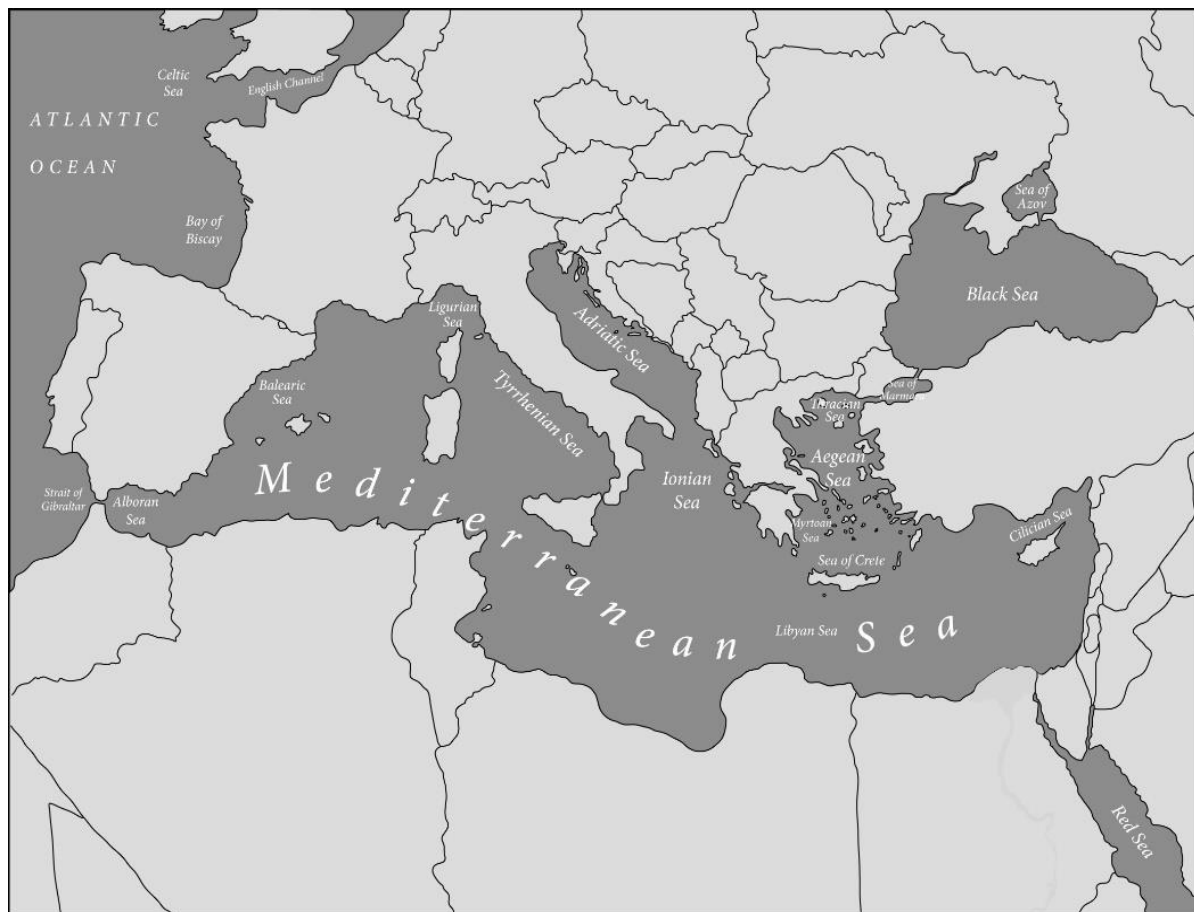 Celtic
Sea
English Channel
ATLANTIC
OCEAN
Bay of
Biscay
Sea of
Azov
Black Sea
Ligurian
Sea
Adriatic Sea
Balearic
Sea
Tyrrhenian Sea
Sea of
Marmara
Thracian
Sea
Aegean
Sea
Ionian
Sea
Mediterranean Sea
Strait of
Gibraltar
Alboran
Sea
Myrtoan
Sea
Cilician Sea
Sea of Crete
Libyan Sea
Red Sea